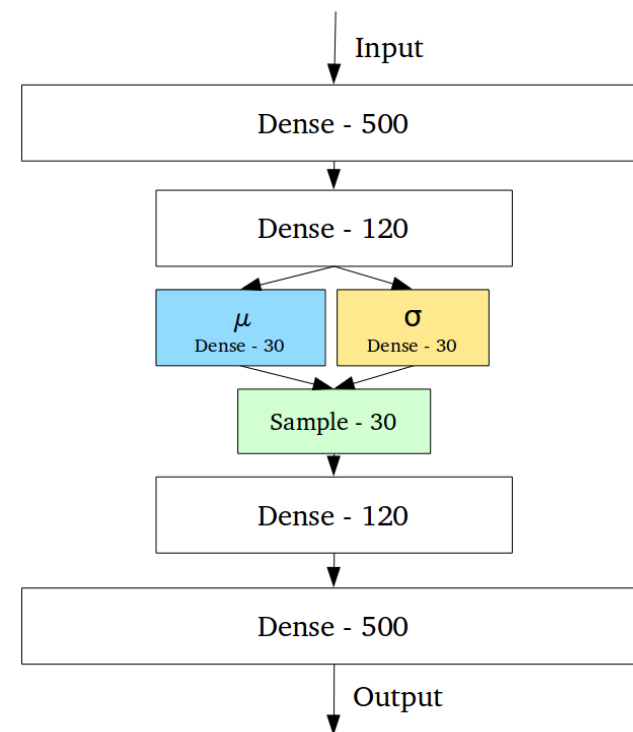 Input
Dense - 500
Dense - 120
μ
Dense - 30
σ
Dense - 30
Sample - 30
Dense - 120
Dense - 500
Output